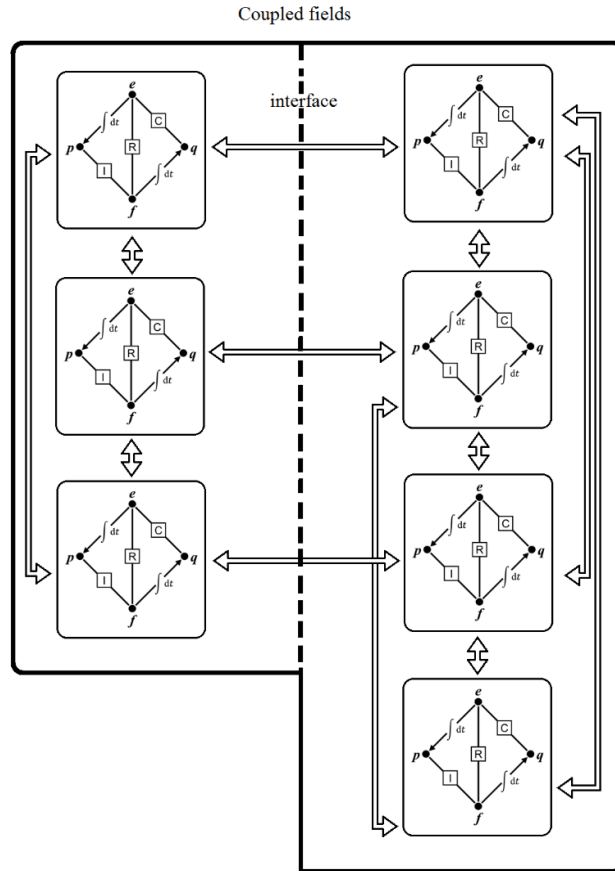 Coupled fields
interface
e
∫ dt C
p R q
I ∫ dt
f
e
∫ dt C
p R q
I ∫ dt
f
e
∫ dt C
p R q
I ∫ dt
f
e
∫ dt C
p R q
I ∫ dt
f
e
∫ dt C
p R q
I ∫ dt
f
e
∫ dt C
p R q
I ∫ dt
f
e
∫ dt C
p R q
I ∫ dt
f